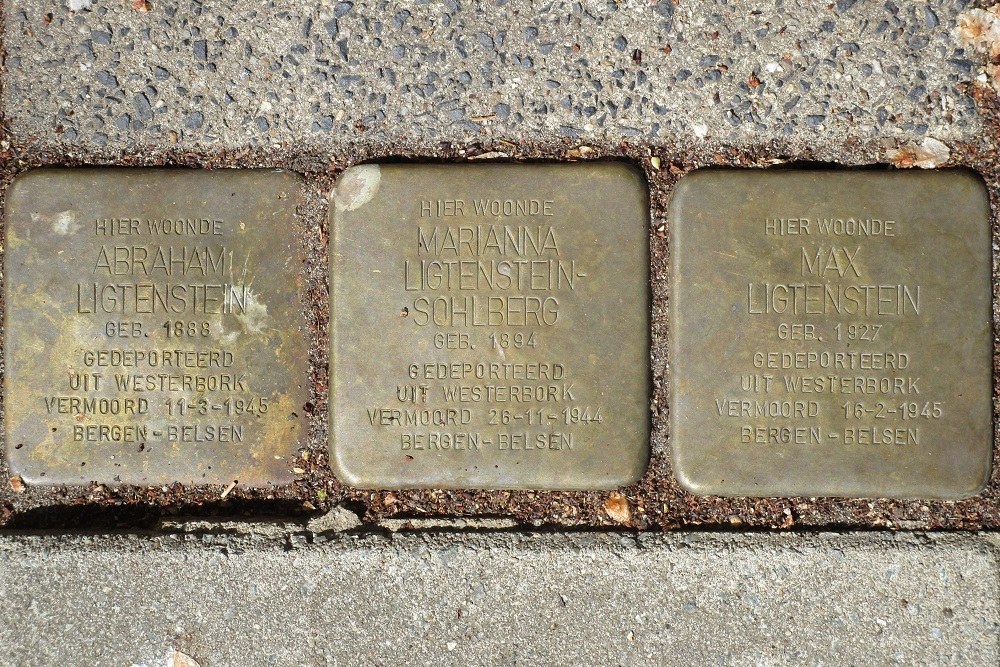 HIER WOONDE
ABRAHAM
LIGTENSTEIN
GEB. 1888
GEDEPORTEERD
UIT WESTERBORK
VERMOORD 11-3-1945
BERGEN-BELSEN
HIER WOONDE
MARIANNA
LIGTENSTEIN-
SOHLBERG
GEB. 1894
GEDEPORTEERD
UIT WESTERBORK
VERMOORD 26-11-1944
BERGEN-BELSEN
HIER WOONDE
MAX
LIGTENSTEIN
GEB. 1927
GEDEPORTEERD
UIT WESTERBORK
VERMOORD 16-2-1945
BERGEN-BELSEN